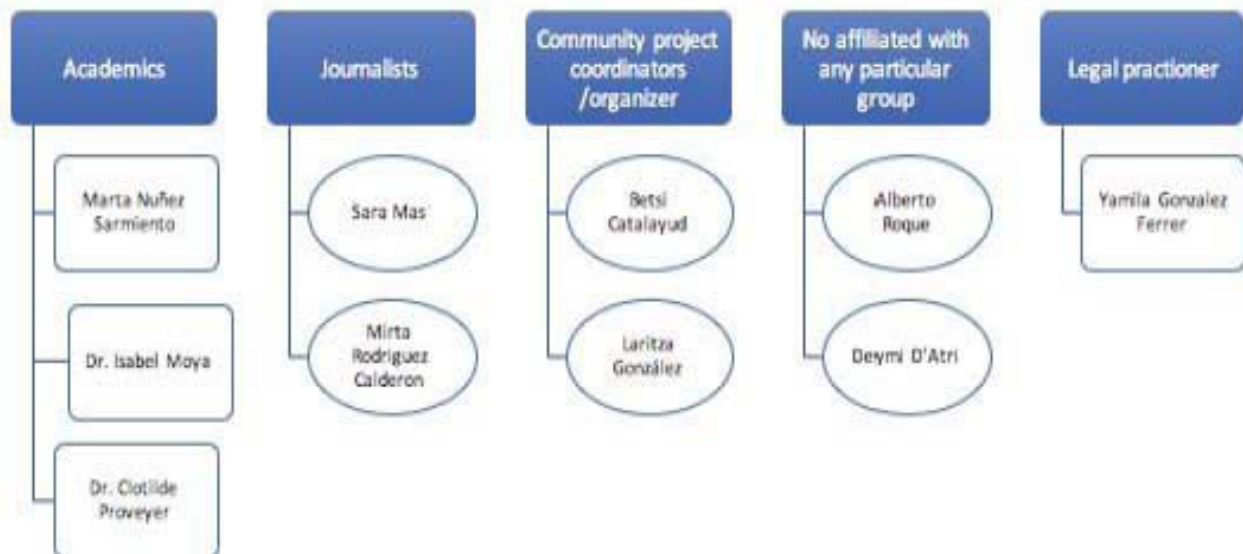 Academics
Marta Nuñez
Sarmiento
Dr. Isabel Moya
Dr. Clotilde
Proveyer
Journalists
Sara Mas
Mirta
Rodriguez
Calderon
Community project
coordinators
/organizer
Betsi
Catalayud
Laritza
González
No affiliated with
any particular
group
Alberto
Roque
Deymi D'Atri
Legal practioner
Yamila Gonzalez
Ferrer